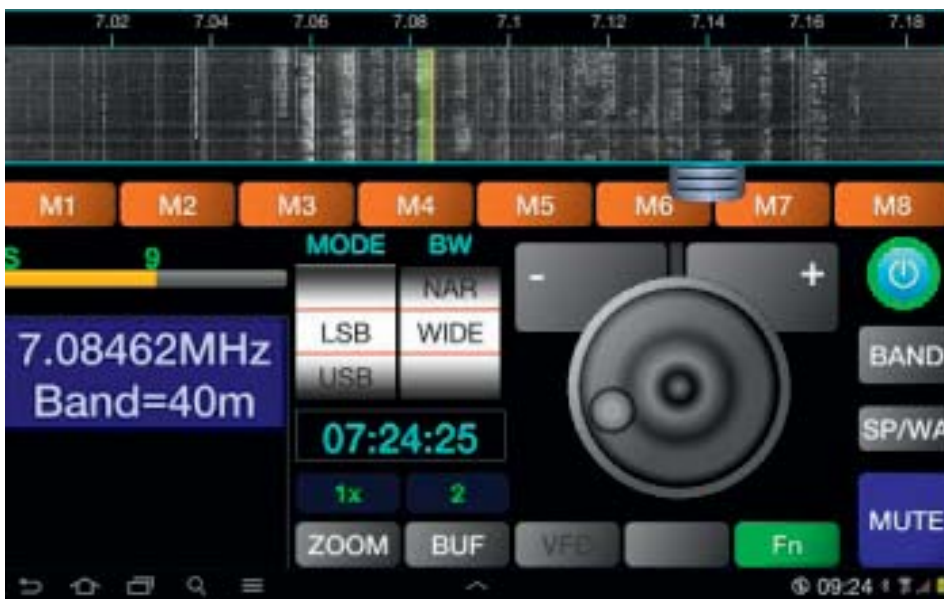 7.02 7.04 7.06 7.08 7.1 7.12 7.14 7.16 7.18
M1 M2 M3 M4 M5 M6 M7 M8
S 9
MODE BW
- +
NAR
LSB WIDE
USB
7.08462MHz
Band=40m
BAND
07:24:25
SP/WA
1x 2
MUTE
ZOOM BUF Fn
09:24